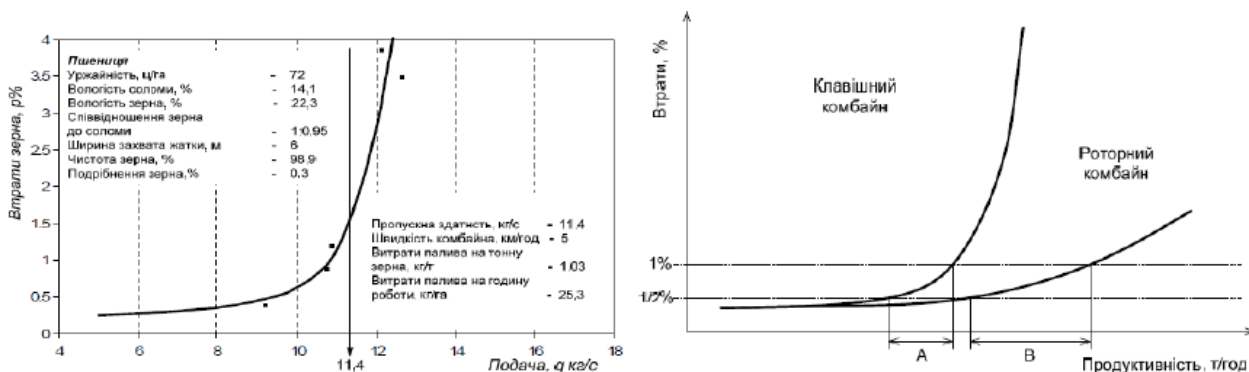 4
3.5
3
2.5
2
1.5
1
0.5
0
Втрати зерна, р%
Пшениця
Урожайність, ц/га - 72
Вологість соломи, % - 14,1
Вологість зерна, % - 22,3
Співвідношення зерна
до соломи - 1:0.95
Ширина захвата жатки, м - 6
Чистота зерна, % - 98,9
Подрібнення зерна,% - 0.3
Пропускна здатність, кг/с - 11.4
Швидкість комбайна, км/год - 5
Витрати палива на тонну
зерна, кг/т - 1.03
Витрати палива на годину
роботи, кг/га - 25,3
4 6 8 10 12 14 16 18
11,4
Подача, q кг/с
Втрати, %
Клавішний
комбайн
Роторний
комбайн
1%
1/2%
A B
Продуктивність, т/год